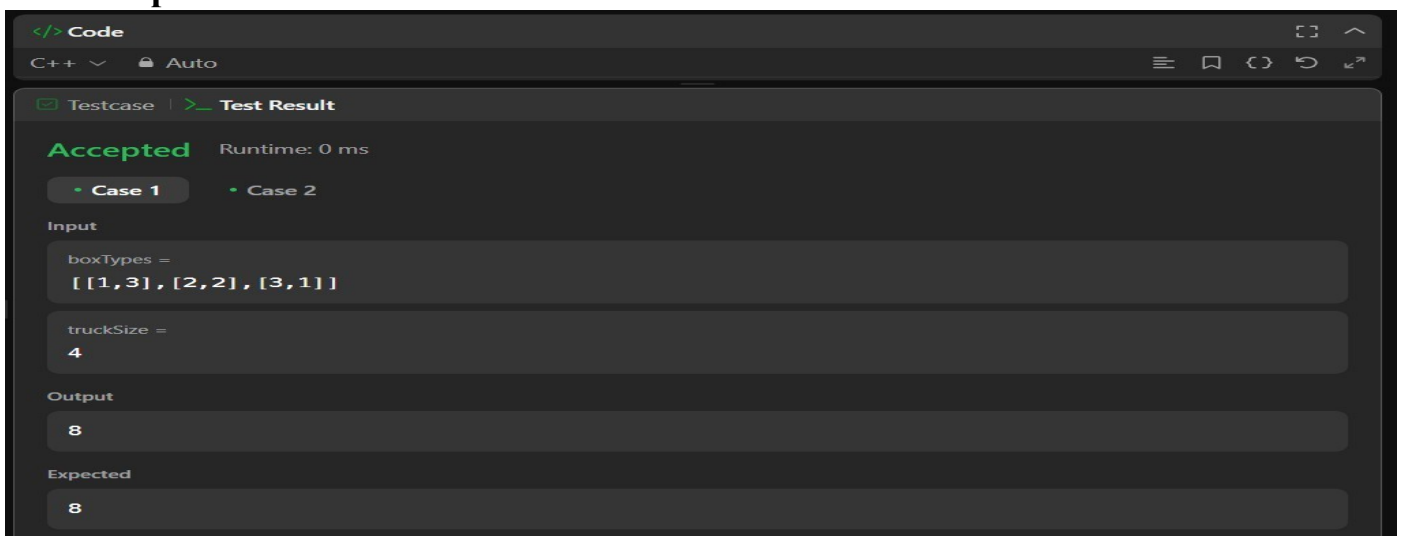 </> Code
C++ Auto
Testcase | >_ Test Result
Accepted Runtime: 0 ms
• Case 1 • Case 2
Input
boxTypes =
[[1,3],[2,2],[3,1]]
truckSize =
4
Output
8
Expected
8